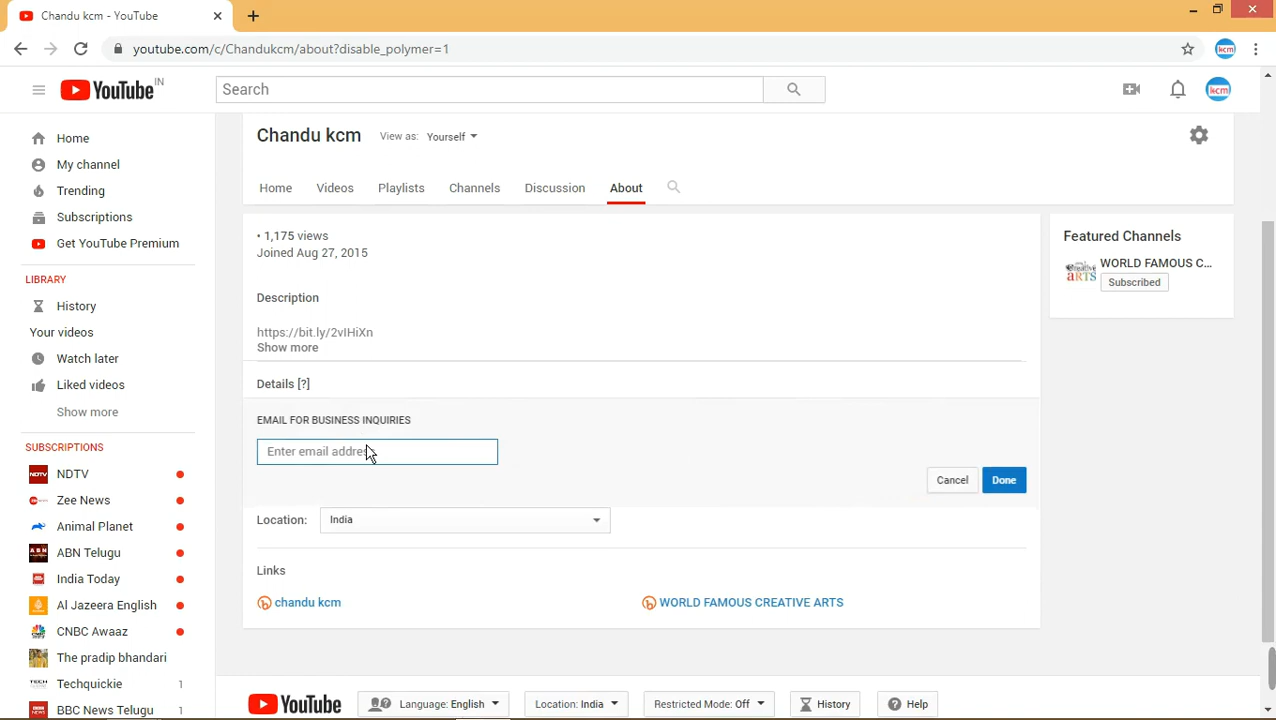 Chandu kcm - YouTube
youtube.com/c/Chandukcm/about?disable_polymer=1
kcm
YouTube IN
Search
kcm
Home
My channel
Trending
Subscriptions
Get YouTube Premium
LIBRARY
History
Your videos
Watch later
Liked videos
Show more
SUBSCRIPTIONS
NDTV
Zee News
Animal Planet
ABN Telugu
India Today
Al Jazeera English
CNBC Awaaz
The pradip bhandari
Techquickie 1
BBC News Telugu 1
Chandu kcm View as: Yourself
Home Videos Playlists Channels Discussion About
• 1,175 views
Joined Aug 27, 2015
Description
https://bit.ly/2vIHiXn
Show more
Details [?]
EMAIL FOR BUSINESS INQUIRIES
Enter email address
Cancel Done
Location: India
Links
chandu kcm WORLD FAMOUS CREATIVE ARTS
Featured Channels
WORLD FAMOUS C...
Subscribed
YouTube Language: English Location: India Restricted Mode: Off History Help